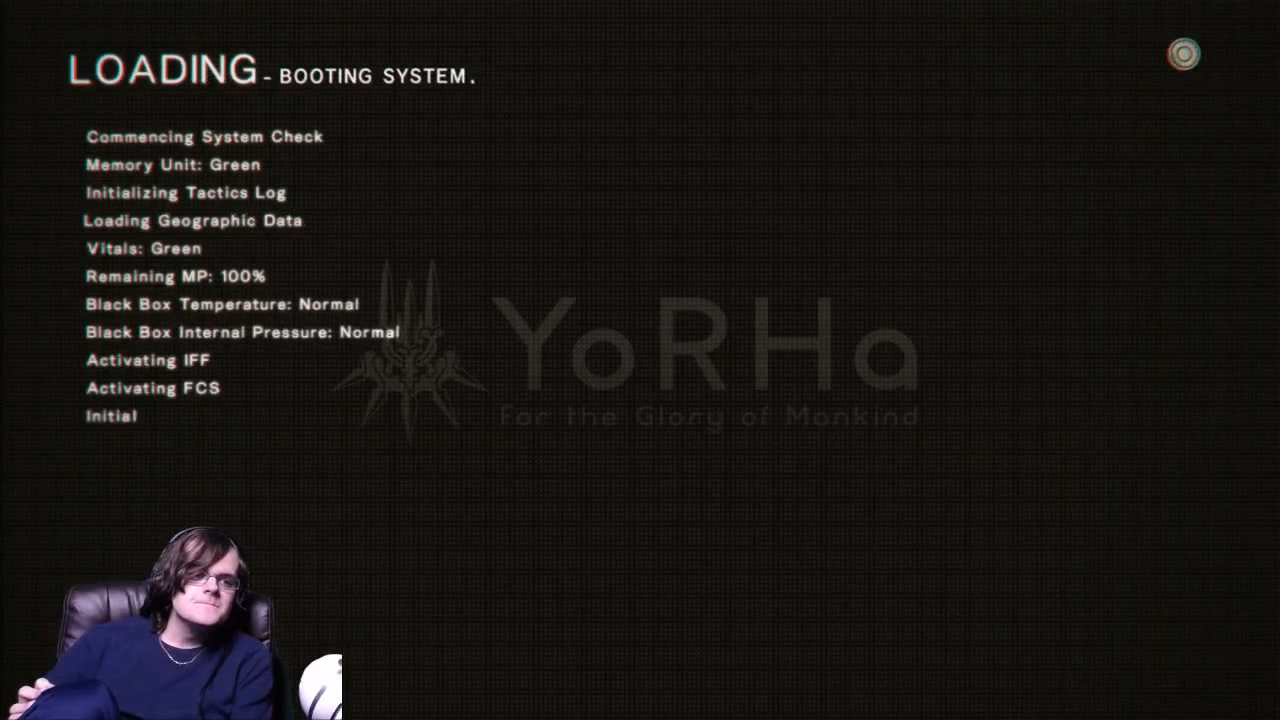 LOADING - BOOTING SYSTEM.
Commencing System Check
Memory Unit: Green
Initializing Tactics Log
Loading Geographic Data
Vitals: Green
Remaining MP: 100%
Black Box Temperature: Normal
Black Box Internal Pressure: Normal
Activating IFF
Activating FCS
Initial
YoRHa
For the Glory of Mankind